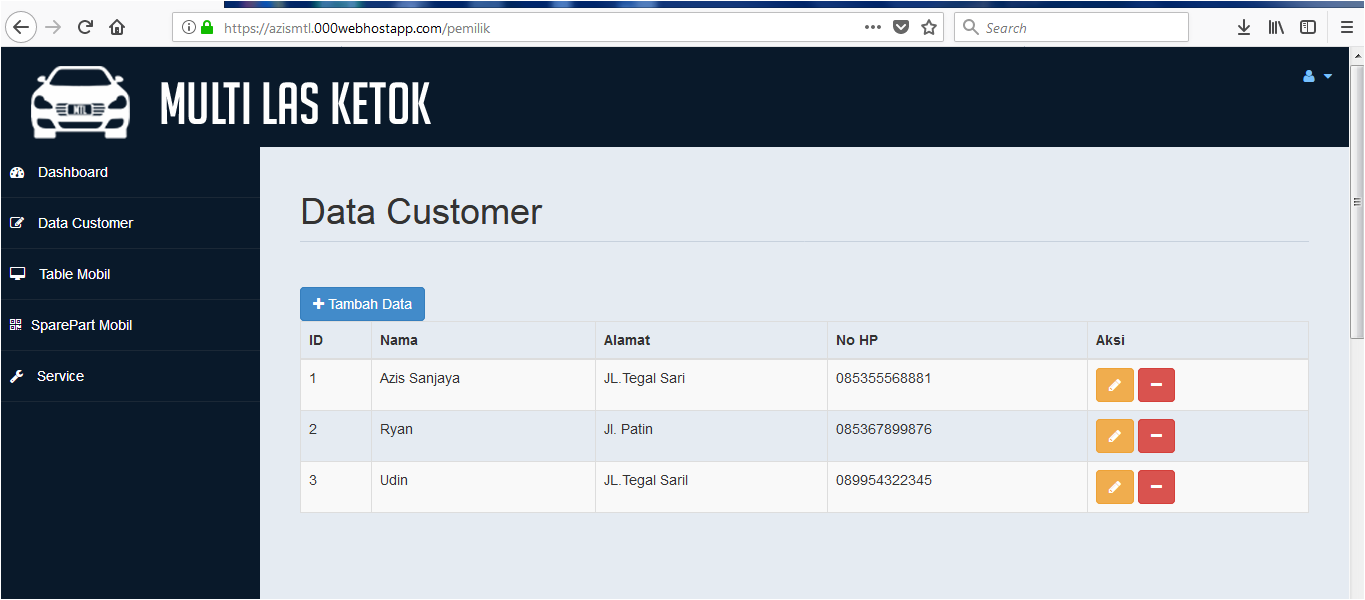 https://azismtl.000webhostapp.com/pemilik
Search
MTL
MULTI LAS KETOK
Dashboard
Data Customer
Table Mobil
SparePart Mobil
Service
Data Customer
Tambah Data
ID Nama Alamat No HP Aksi
1 Azis Sanjaya JL.Tegal Sari 085355568881
2 Ryan Jl. Patin 085367899876
3 Udin JL.Tegal Saril 089954322345